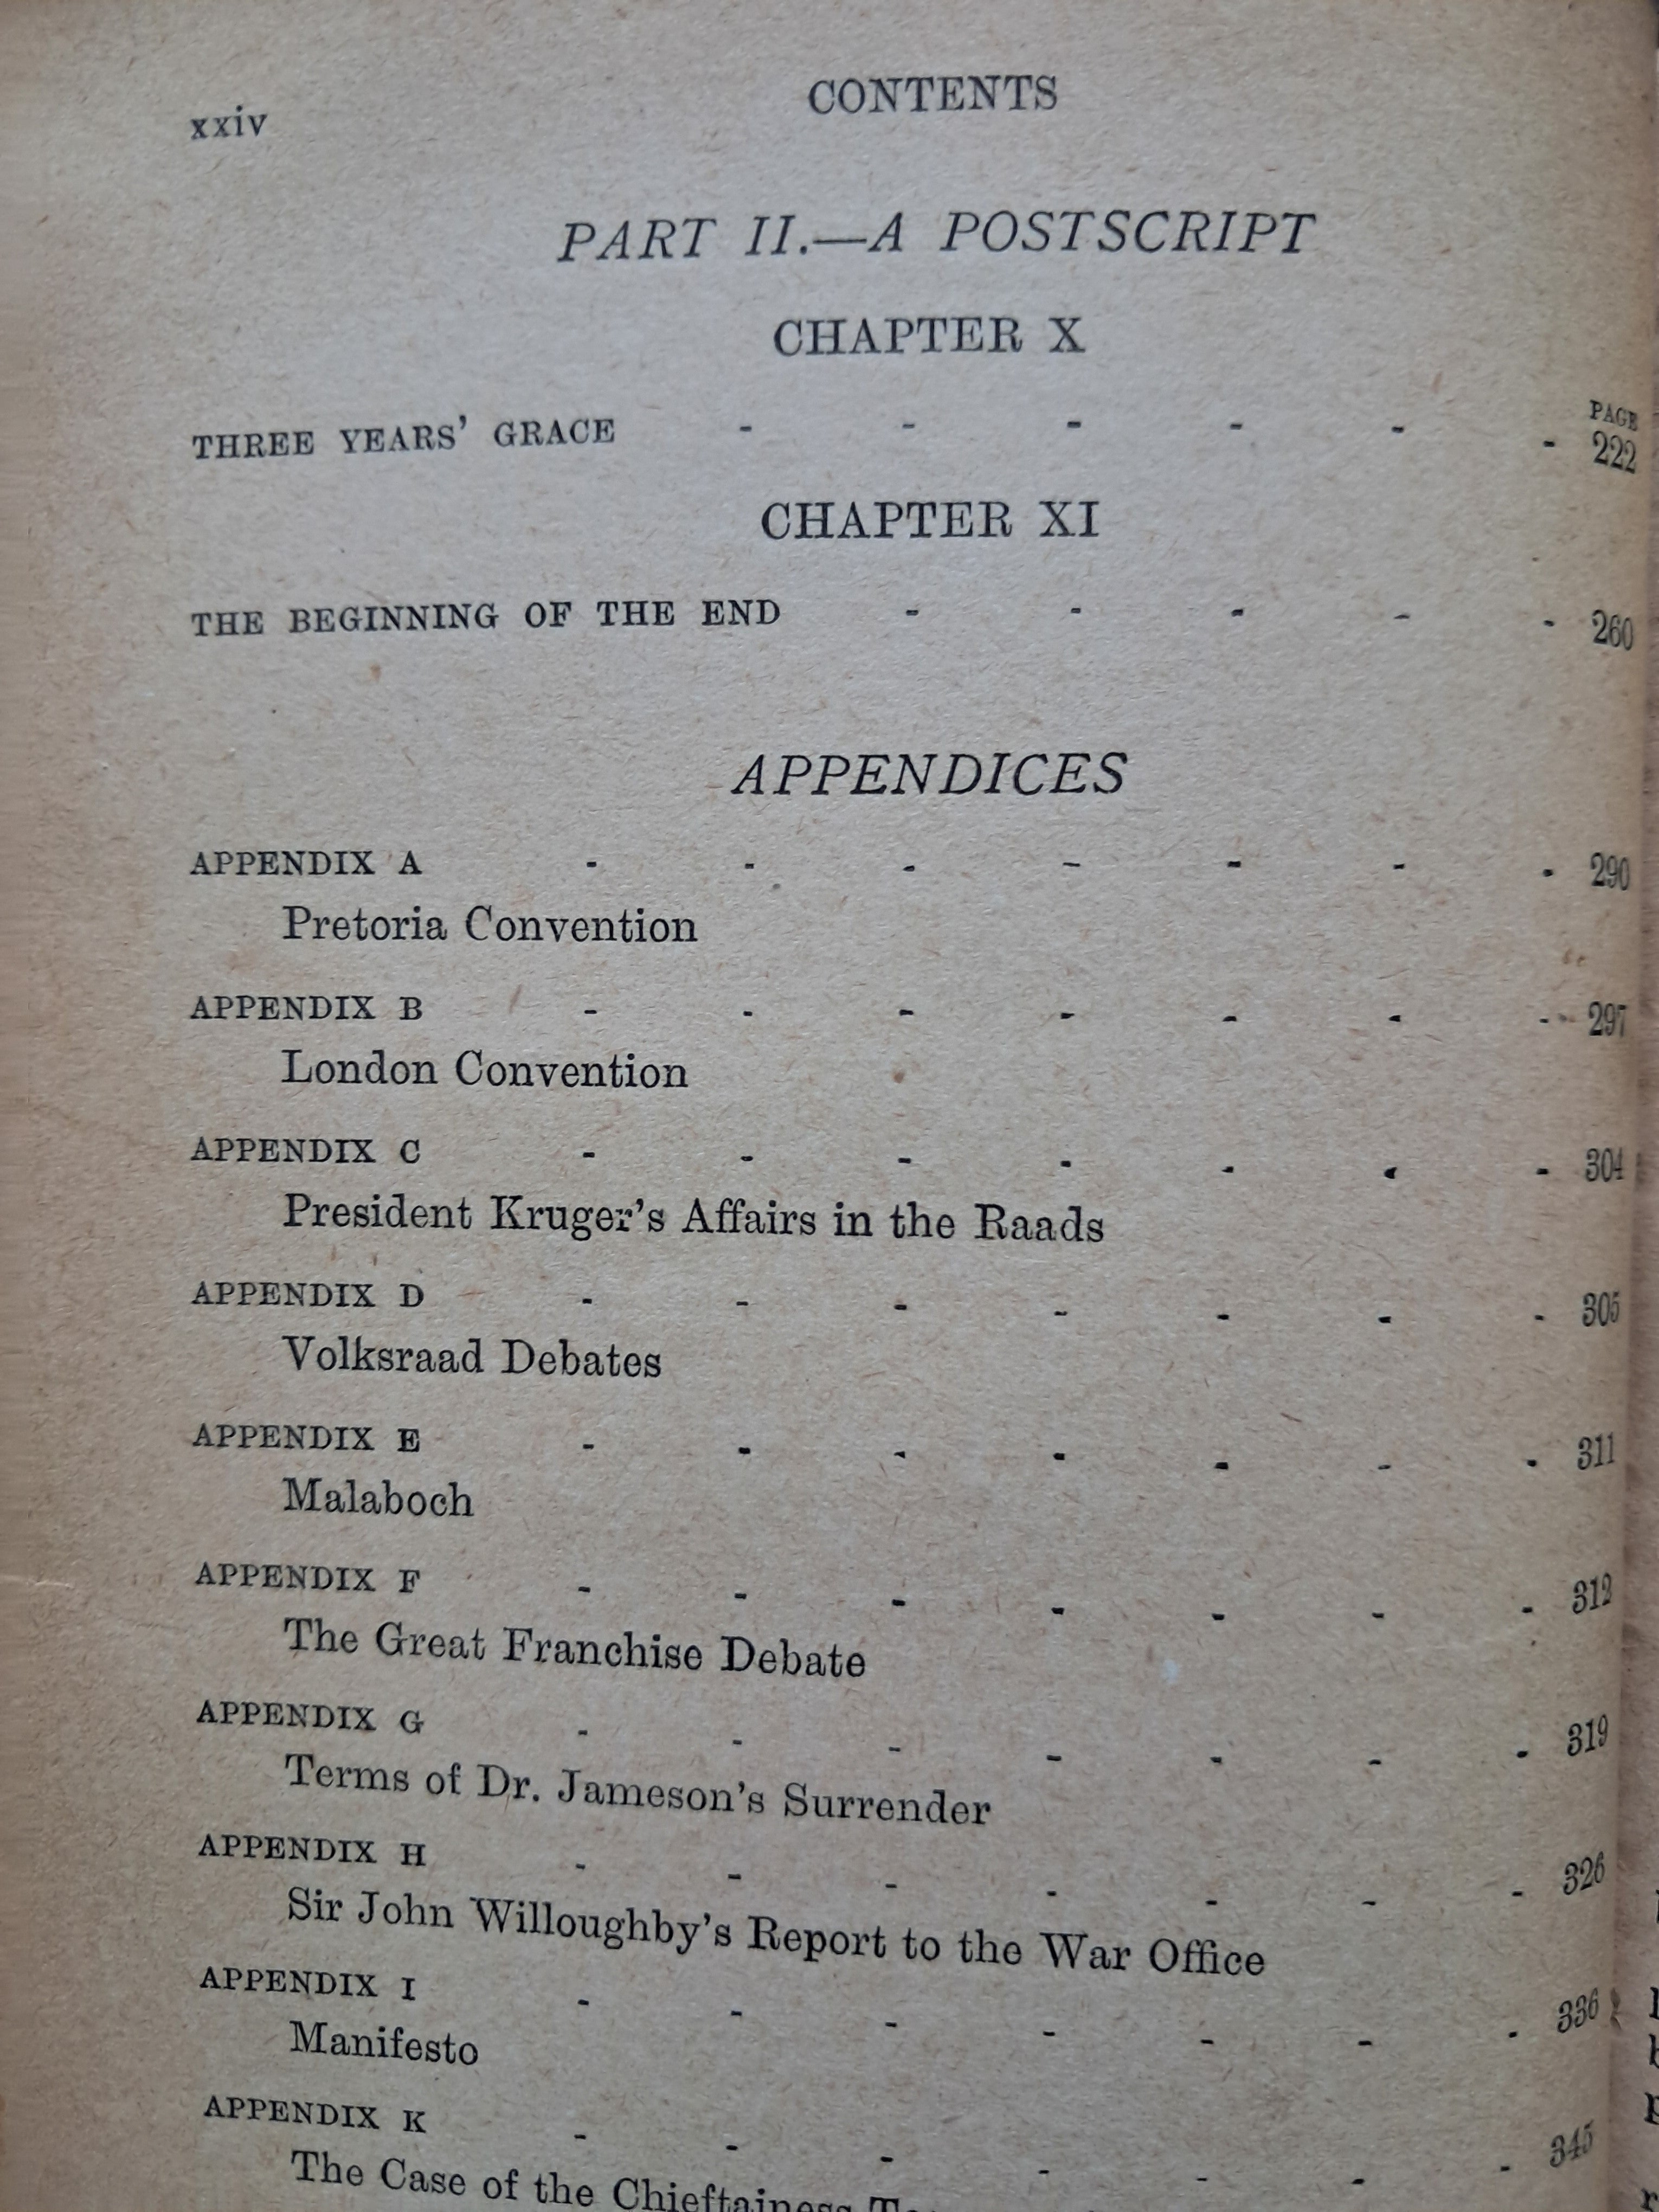 xxiv CONTENTS
PART II.—A POSTSCRIPT
CHAPTER X
PAGE
THREE YEARS' GRACE - - - - - - 222
CHAPTER XI
THE BEGINNING OF THE END - - - - - 260
APPENDICES
APPENDIX A - - - - - - - 290
Pretoria Convention
APPENDIX B - - - - - - - 297
London Convention
APPENDIX C - - - - - - - 304
President Kruger's Affairs in the Raads
APPENDIX D - - - - - - - 305
Volksraad Debates
APPENDIX E - - - - - - - 311
Malaboch
APPENDIX F - - - - - - - 312
The Great Franchise Debate
APPENDIX G - - - - - - - 319
Terms of Dr. Jameson's Surrender
APPENDIX H - - - - - - - 326
Sir John Willoughby's Report to the War Office
APPENDIX I - - - - - - - 336
Manifesto
APPENDIX K - - - - - - - 345
The Case of the Chieftainess